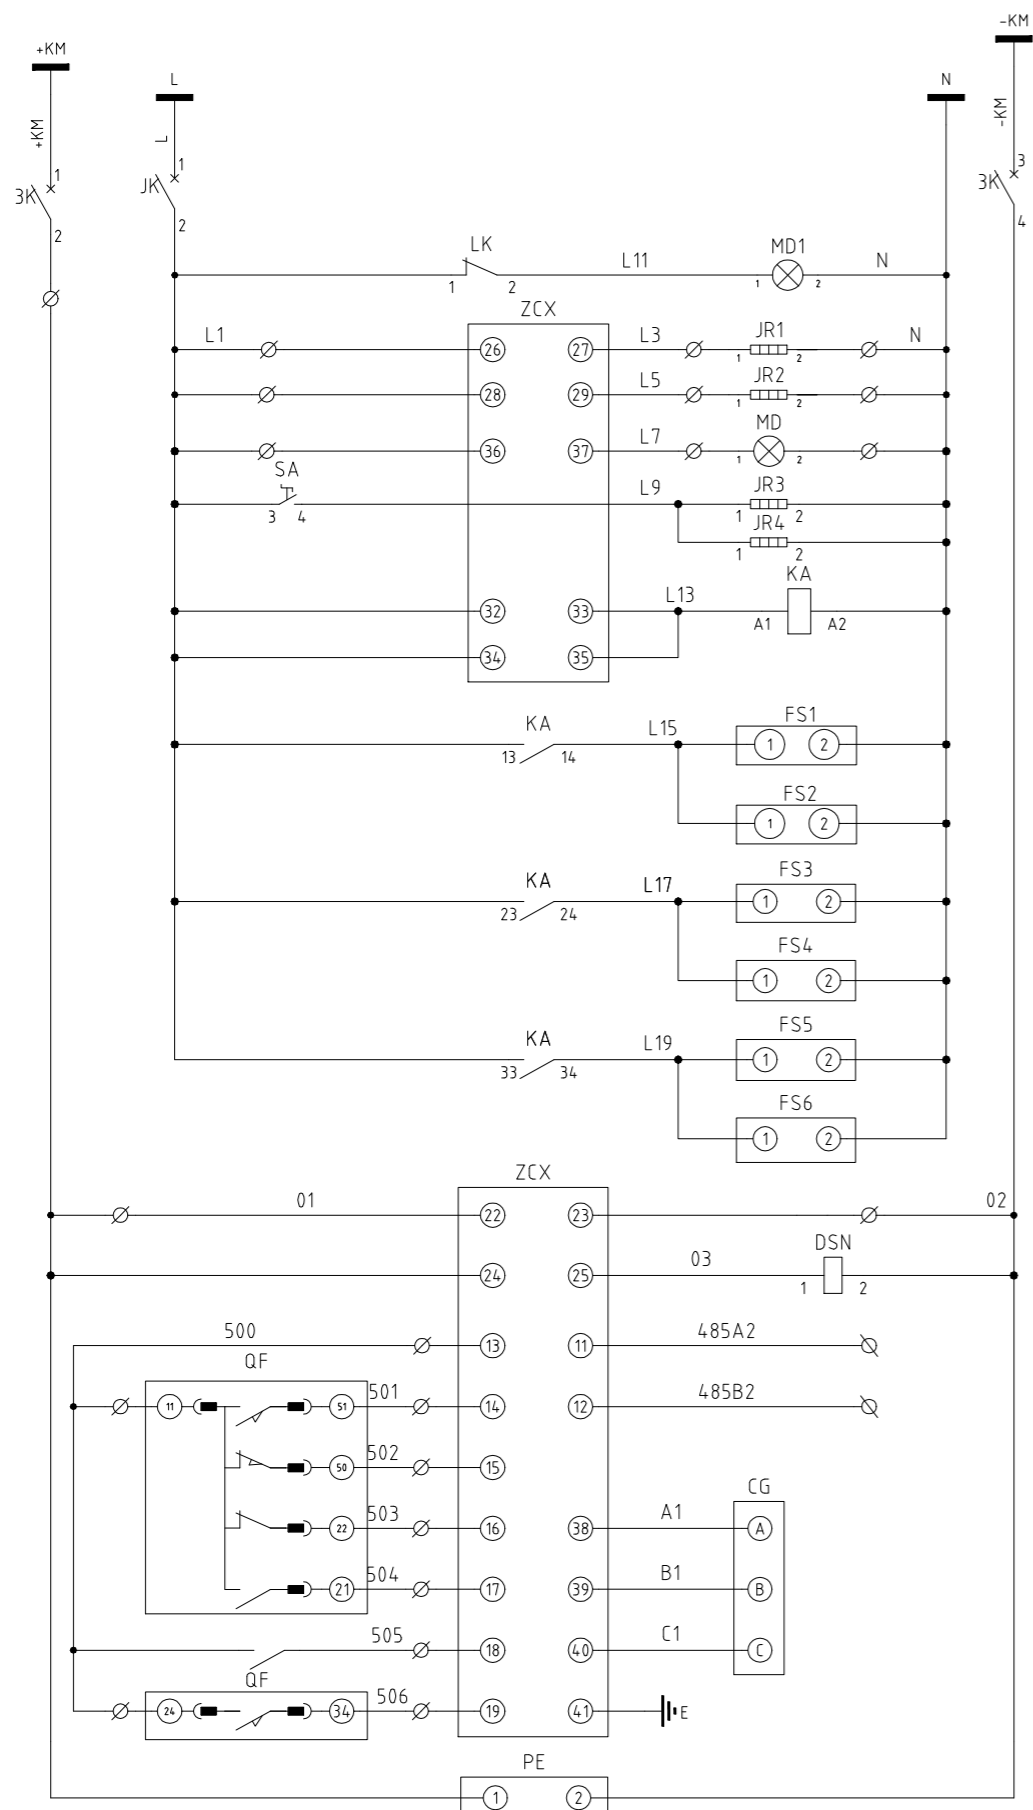 -KM
+KM
L N
+KM L -KM
1 1 3
3K JK 3K
2 2 4
LK L11 MD1 N
1 2 1 2
ZCX
L1 26 27 L3 JR1 N
1 2
28 29 L5 JR2
1 2
36 37 L7 MD
1 2
SA L9 JR3
3 4 1 2
JR4
1 2
L13 KA
32 33 A1 A2
34 35
KA L15 FS1
13 14 1 2
FS2
1 2
KA L17 FS3
23 24 1 2
FS4
1 2
KA L19 FS5
33 34 1 2
FS6
1 2
ZCX
01 22 23 02
24 25 03 DSN
1 2
500 13 11 485A2
QF
11 51 501 14 12 485B2
50 502 15
CG
22 503 16 38 A1 A
21 504 17 39 B1 B
505 18 40 C1 C
QF
24 34 506 19 41 E
PE
1 2